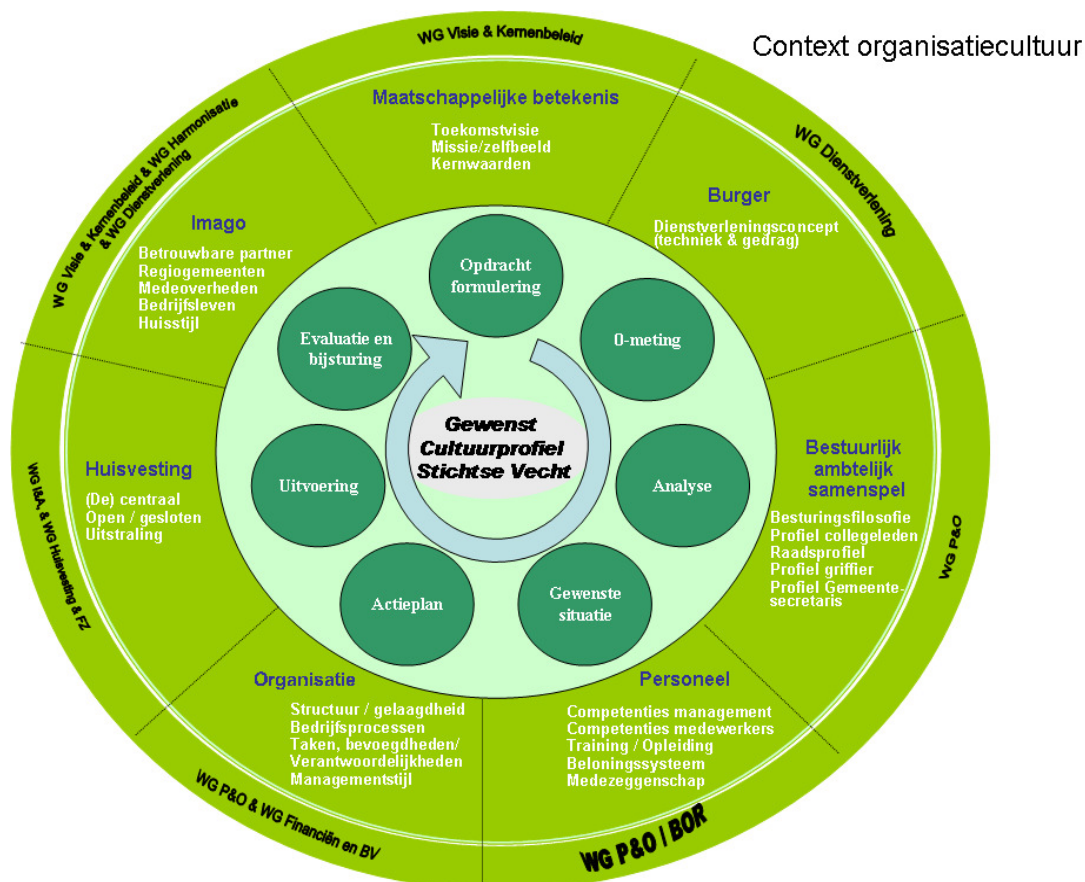 Context organisatiecultuur
WG Visie & Kernenbeleid
Maatschappelijke betekenis
Toekomstvisie
Missie/zelfbeeld
Kernwaarden
WG Dienstverlening
Burger
Dienstverleningsconcept
(techniek & gedrag)
WG P&O
Bestuurlijk
ambtelijk
samenspel
Besturingsfilosofie
Profiel collegeleden
Raadsprofiel
Profiel griffier
Profiel Gemeente-
secretaris
WG P&O / BOR
Personeel
Competenties management
Competenties medewerkers
Training / Opleiding
Beloningssysteem
Medezeggenschap
WG P&O & WG Financiën en BV
Organisatie
Structuur / gelaagdheid
Bedrijfsprocessen
Taken, bevoegdheden/
Verantwoordelijkheden
Managementstijl
WG I&A, & WG Huisvesting & FZ
Huisvesting
(De) centraal
Open / gesloten
Uitstraling
WG Visie & Kernenbeleid & WG Harmonisatie
& WG Dienstverlening
Imago
Betrouwbare partner
Regiogemeenten
Medeoverheden
Bedrijfsleven
Huisstijl
Opdracht
formulering
0-meting
Analyse
Gewenste
situatie
Actieplan
Uitvoering
Evaluatie en
bijsturing
Gewenst
Cultuurprofiel
Stichtse Vecht